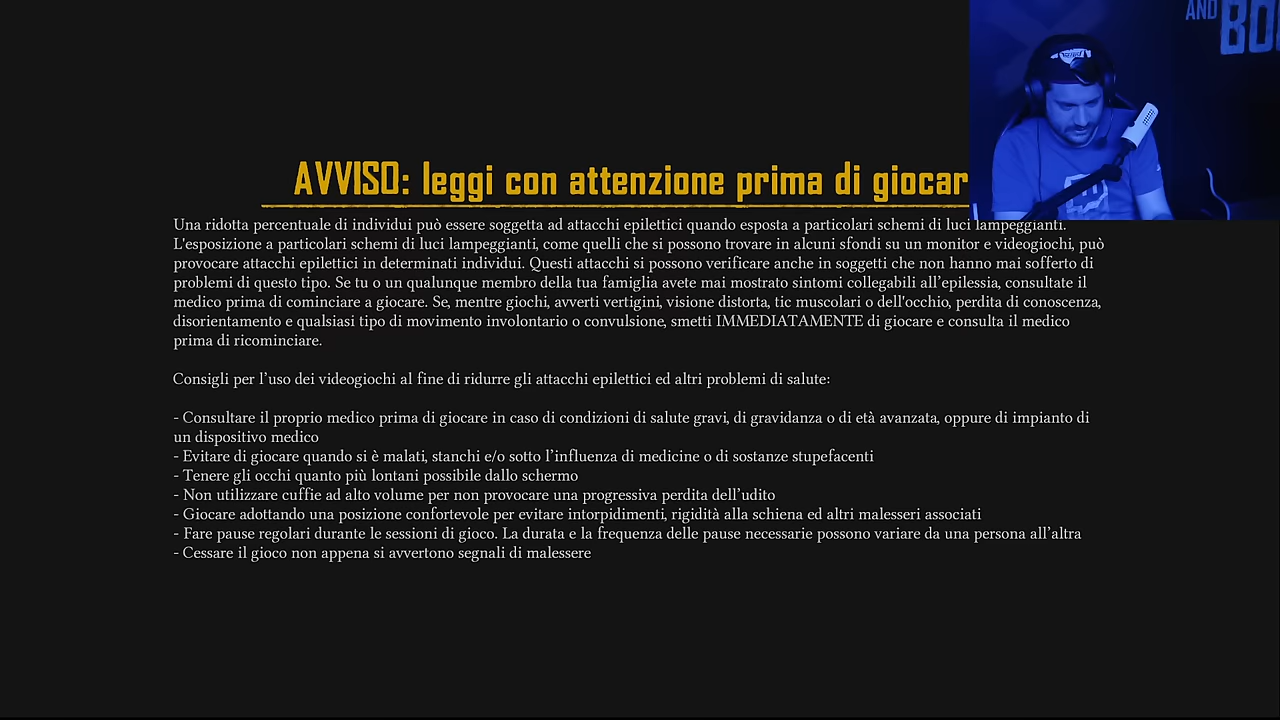 AND
BO
AVVISO: leggi con attenzione prima di giocar
Una ridotta percentuale di individui può essere soggetta ad attacchi epilettici quando esposta a particolari schemi di luci lampeggianti.
L'esposizione a particolari schemi di luci lampeggianti, come quelli che si possono trovare in alcuni sfondi su un monitor e videogiochi, può
provocare attacchi epilettici in determinati individui. Questi attacchi si possono verificare anche in soggetti che non hanno mai sofferto di
problemi di questo tipo. Se tu o un qualunque membro della tua famiglia avete mai mostrato sintomi collegabili all'epilessia, consultate il
medico prima di cominciare a giocare. Se, mentre giochi, avverti vertigini, visione distorta, tic muscolari o dell'occhio, perdita di conoscenza,
disorientamento e qualsiasi tipo di movimento involontario o convulsione, smetti IMMEDIATAMENTE di giocare e consulta il medico
prima di ricominciare.
Consigli per l'uso dei videogiochi al fine di ridurre gli attacchi epilettici ed altri problemi di salute:
- Consultare il proprio medico prima di giocare in caso di condizioni di salute gravi, di gravidanza o di età avanzata, oppure di impianto di
un dispositivo medico
- Evitare di giocare quando si è malati, stanchi e/o sotto l'influenza di medicine o di sostanze stupefacenti
- Tenere gli occhi quanto più lontani possibile dallo schermo
- Non utilizzare cuffie ad alto volume per non provocare una progressiva perdita dell'udito
- Giocare adottando una posizione confortevole per evitare intorpidimenti, rigidità alla schiena ed altri malesseri associati
- Fare pause regolari durante le sessioni di gioco. La durata e la frequenza delle pause necessarie possono variare da una persona all'altra
- Cessare il gioco non appena si avvertono segnali di malessere